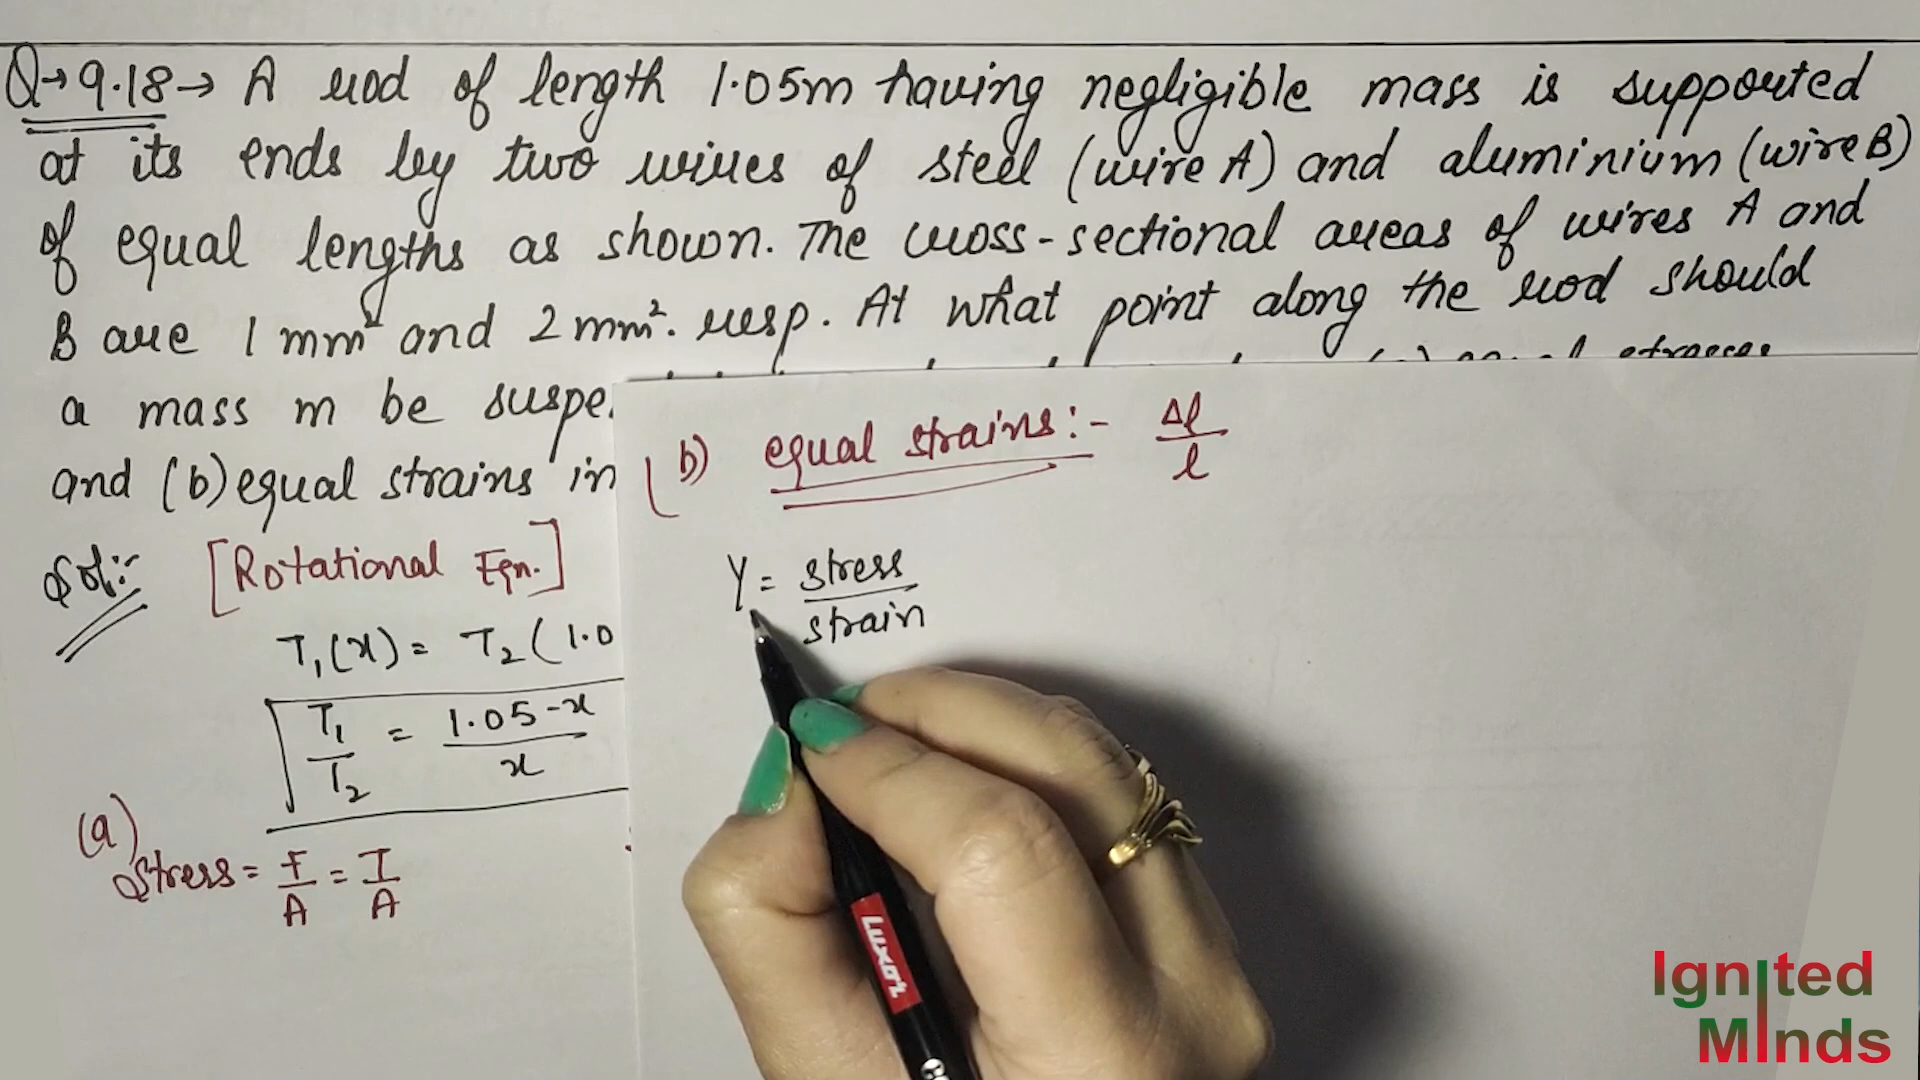 Q→9.18→ A rod of length 1.05m having negligible mass is supported
at its ends by two wires of steel (wire A) and aluminium (wire B)
of equal lengths as shown. The cross-sectional areas of wires A and
B are 1 mm² and 2 mm². resp. At what point along the rod should
a mass m be suspe
(a) equal stresses
and (b) equal strains in
Sol:-
[Rotational Eqn.]
T₁(x) = T₂(1.0
T₁/T₂ = 1.05-x/x
(a)
Stress = F/A = T/A
b) equal strains:- Δl/l
Y = stress/strain
Luxor
Ignited
Minds